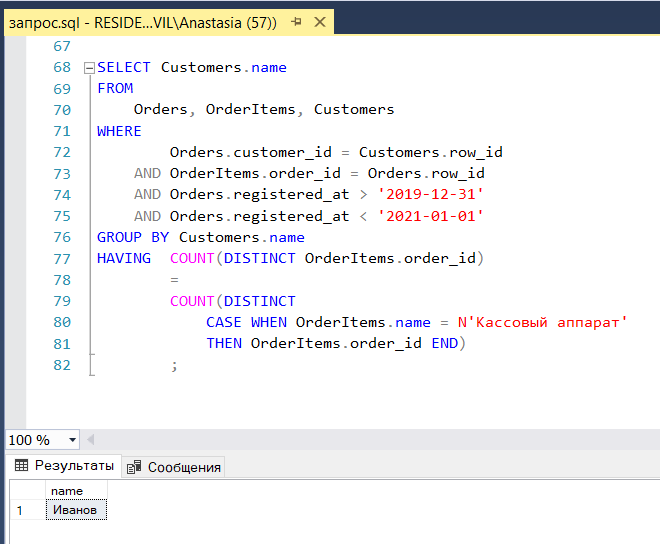 запрос.sql - RESIDE...VIL\Anastasia (57))
67
68 SELECT Customers.name
69 FROM
70 Orders, OrderItems, Customers
71 WHERE
72 Orders.customer_id = Customers.row_id
73 AND OrderItems.order_id = Orders.row_id
74 AND Orders.registered_at > '2019-12-31'
75 AND Orders.registered_at < '2021-01-01'
76 GROUP BY Customers.name
77 HAVING COUNT(DISTINCT OrderItems.order_id)
78 =
79 COUNT(DISTINCT
80 CASE WHEN OrderItems.name = N'Кассовый аппарат'
81 THEN OrderItems.order_id END)
82 ;
100 %
Результаты Сообщения
name
1 Иванов